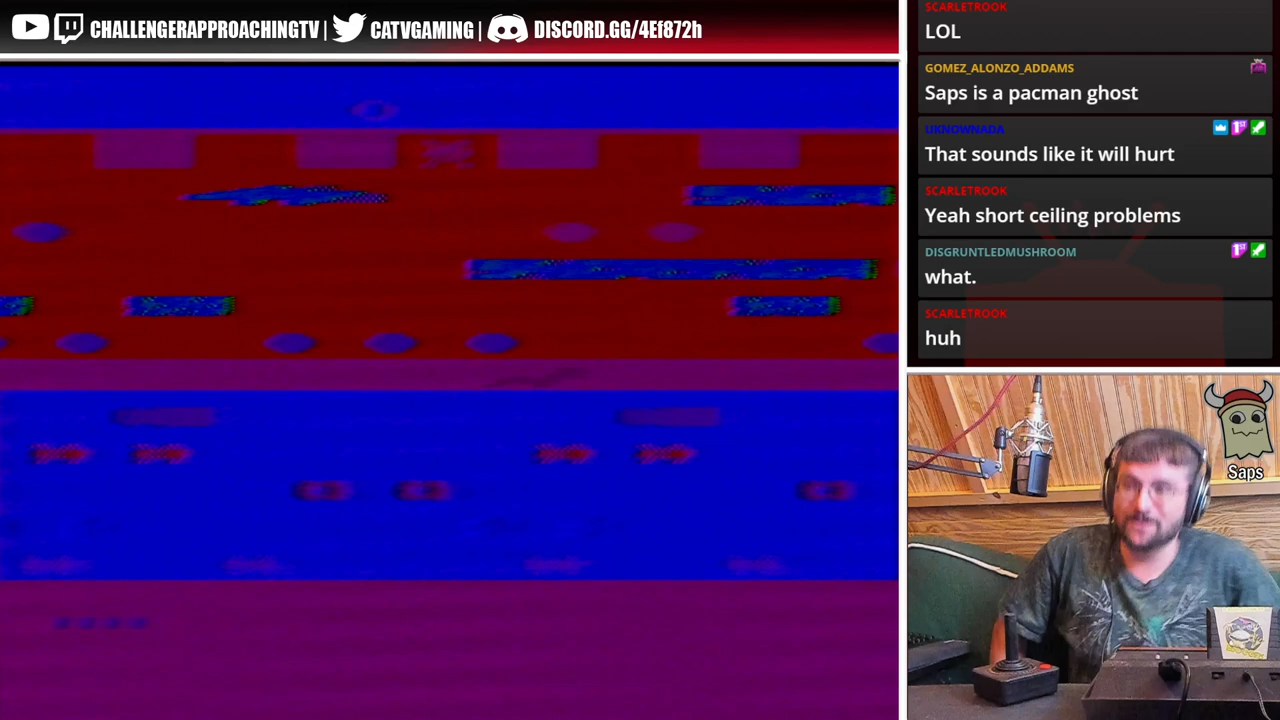 CHALLENGERAPPROACHINGTV | CATVGAMING | DISCORD.GG/4Ef872h
SCARLETROOK
LOL
GOMEZ_ALONZO_ADDAMS
Saps is a pacman ghost
UKNOWNADA
That sounds like it will hurt
SCARLETROOK
Yeah short ceiling problems
DISGRUNTLEDMUSHROOM
what.
SCARLETROOK
huh
Saps